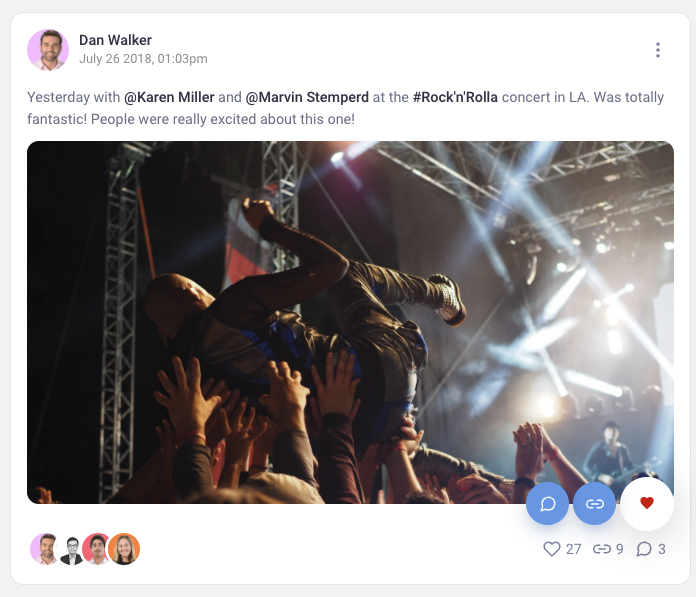 Dan Walker
July 26 2018, 01:03pm
Yesterday with @Karen Miller and @Marvin Stemperd at the #Rock'n'Rolla concert in LA. Was totally
fantastic! People were really excited about this one!
27 9 3